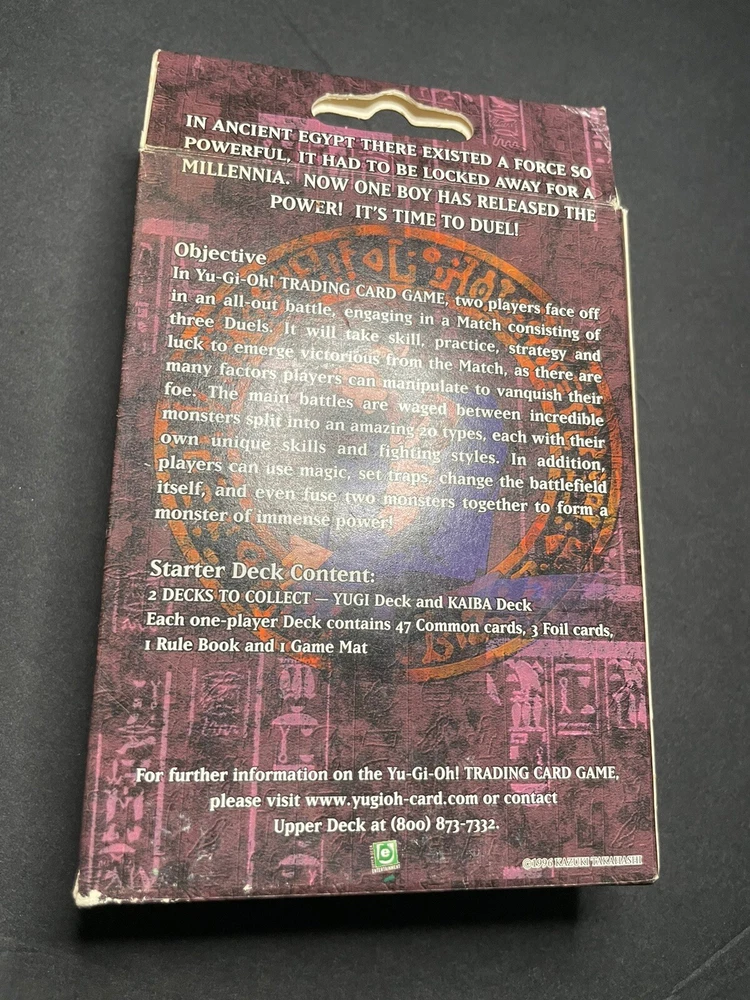 IN ANCIENT EGYPT THERE EXISTED A FORCE SO
POWERFUL, IT HAD TO BE LOCKED AWAY FOR A
MILLENNIA. NOW ONE BOY HAS RELEASED THE
POWER! IT'S TIME TO DUEL!
Objective
In Yu-Gi-Oh! TRADING CARD GAME, two players face off
in an all-out battle, engaging in a Match consisting of
three Duels. It will take skill, practice, strategy and
luck to emerge victorious from the Match, as there are
many factors players can manipulate to vanquish their
foe. The main battles are waged between incredible
monsters split into an amazing 20 types, each with their
own unique skills and fighting styles. In addition,
players can use magic, set traps, change the battlefield
itself, and even fuse two monsters together to form a
monster of immense power!
Starter Deck Content:
2 DECKS TO COLLECT — YUGI Deck and KAIBA Deck
Each one-player Deck contains 47 Common cards, 3 Foil cards,
1 Rule Book and 1 Game Mat
For further information on the Yu-Gi-Oh! TRADING CARD GAME,
please visit www.yugioh-card.com or contact
Upper Deck at (800) 873-7332.
ENTERTAINMENT
©1996 KAZUKI TAKAHASHI